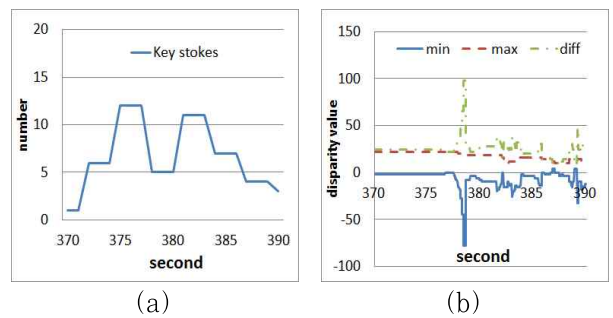 20
15
10
5
0
number
Key stokes
370 375 380 385 390
second
(a)
150
100
50
0
-50
-100
disparity value
min max diff
370 375 380 385 390
second
(b)